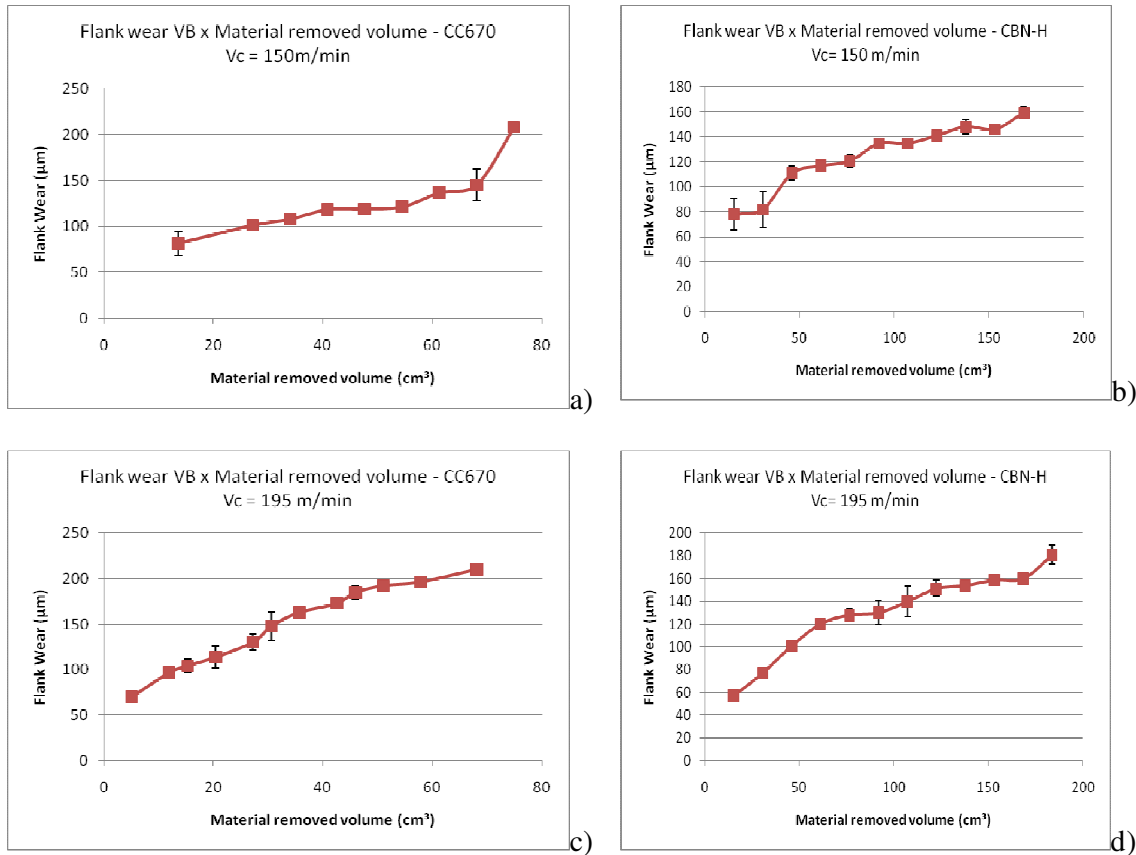 Flank wear VB x Material removed volume - CC670
Vc = 150m/min
Flank Wear (µm)
250
200
150
100
50
0
0 20 40 60 80
Material removed volume (cm³)
a)
Flank wear VB x Material removed volume - CBN-H
Vc= 150 m/min
Flank Wear (µm)
180
160
140
120
100
80
60
40
20
0
0 50 100 150 200
Material removed volume (cm³)
b)
Flank wear VB x Material removed volume - CC670
Vc = 195 m/min
Flank Wear (µm)
250
200
150
100
50
0
0 20 40 60 80
Material removed volume (cm³)
c)
Flank wear VB x Material removed volume - CBN-H
Vc= 195 m/min
Flank Wear (µm)
200
180
160
140
120
100
80
60
40
20
0
0 50 100 150 200
Material removed volume (cm³)
d)